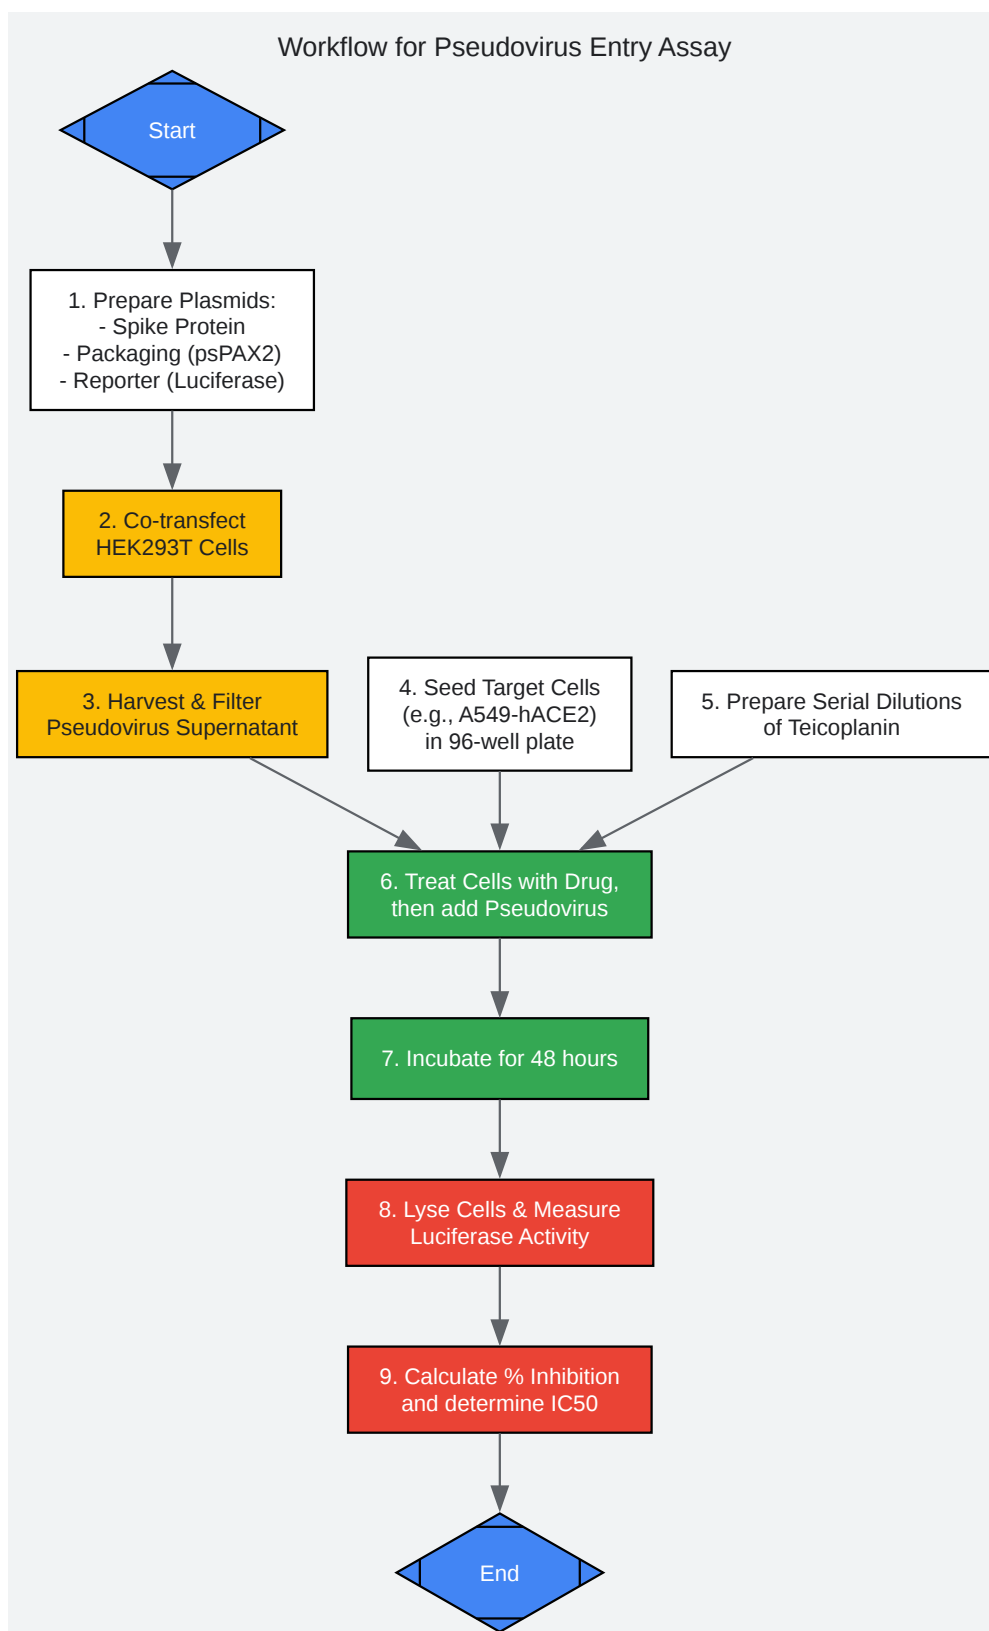 Workflow for Pseudovirus Entry Assay
Start
1. Prepare Plasmids:
- Spike Protein
- Packaging (psPAX2)
- Reporter (Luciferase)
2. Co-transfect
HEK293T Cells
3. Harvest & Filter
Pseudovirus Supernatant
4. Seed Target Cells
(e.g., A549-hACE2)
in 96-well plate
5. Prepare Serial Dilutions
of Teicoplanin
6. Treat Cells with Drug,
then add Pseudovirus
7. Incubate for 48 hours
8. Lyse Cells & Measure
Luciferase Activity
9. Calculate % Inhibition
and determine IC50
End